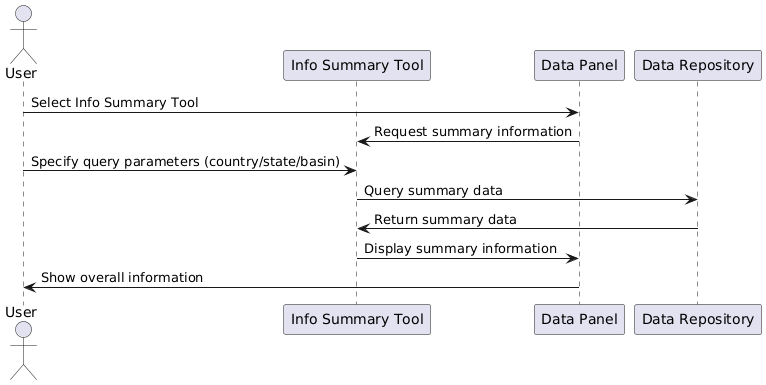 User
Info Summary Tool
Data Panel
Data Repository
Select Info Summary Tool
Request summary information
Specify query parameters (country/state/basin)
Query summary data
Return summary data
Display summary information
Show overall information
User
Info Summary Tool
Data Panel
Data Repository